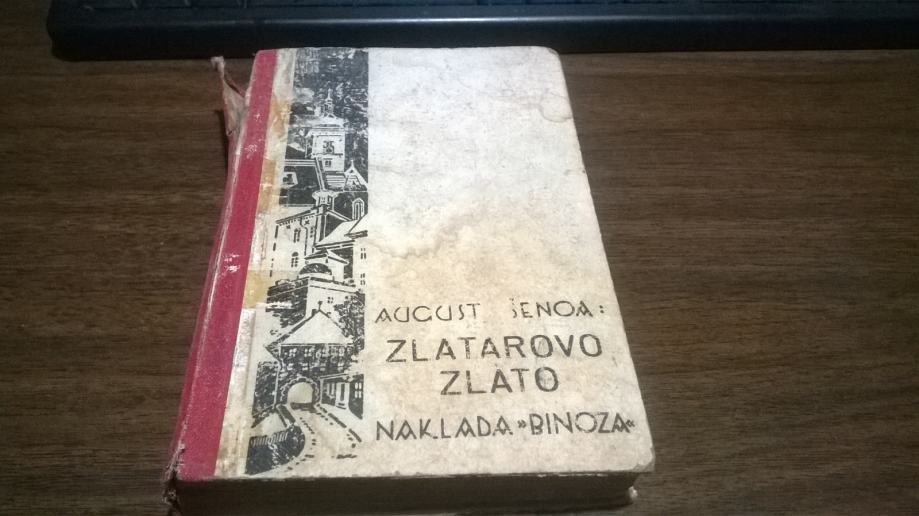 AUGUST ŠENOA:
ZLATAROVO
ZLATO
NAKLADA »BINOZA«